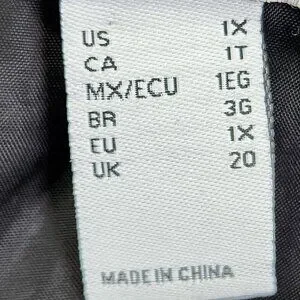 US 1X
CA 1T
MX/ECU 1EG
BR 3G
EU 1X
UK 20
MADE IN CHINA